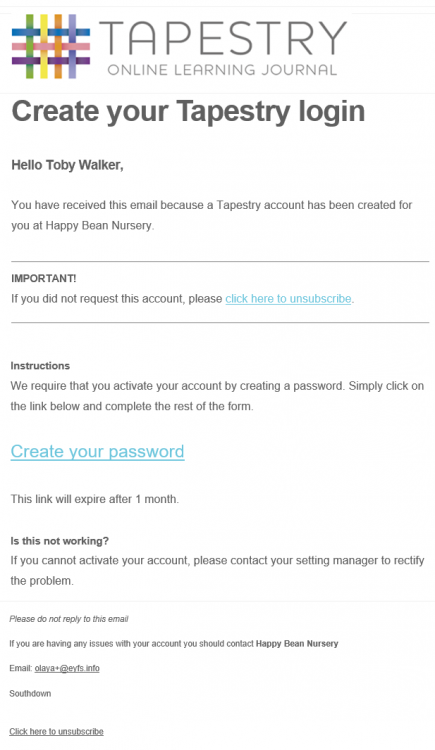 TAPESTRY
ONLINE LEARNING JOURNAL
Create your Tapestry login
Hello Toby Walker,
You have received this email because a Tapestry account has been created for
you at Happy Bean Nursery.
IMPORTANT!
If you did not request this account, please click here to unsubscribe.
Instructions
We require that you activate your account by creating a password. Simply click on
the link below and complete the rest of the form.
Create your password
This link will expire after 1 month.
Is this not working?
If you cannot activate your account, please contact your setting manager to rectify
the problem.
Please do not reply to this email
If you are having any issues with your account you should contact Happy Bean Nursery
Email: olaya+@eyfs.info
Southdown
Click here to unsubscribe